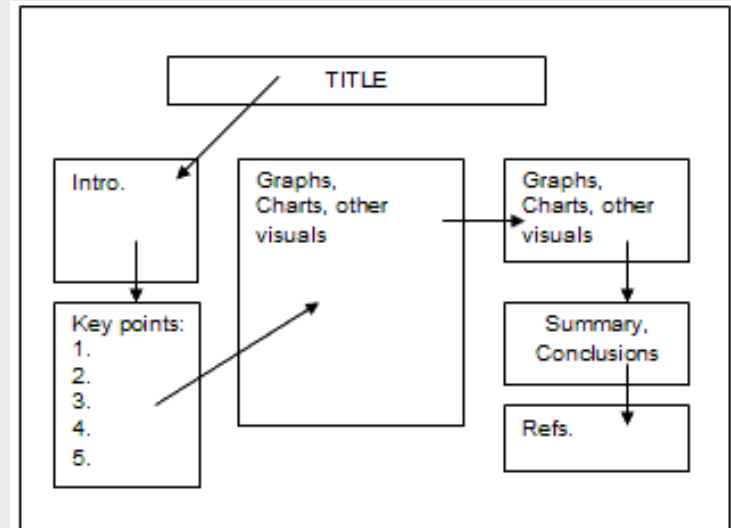 TITLE
Intro.
Key points:
1.
2.
3.
4.
5.
Graphs,
Charts, other
visuals
Graphs,
Charts, other
visuals
Summary,
Conclusions
Refs.